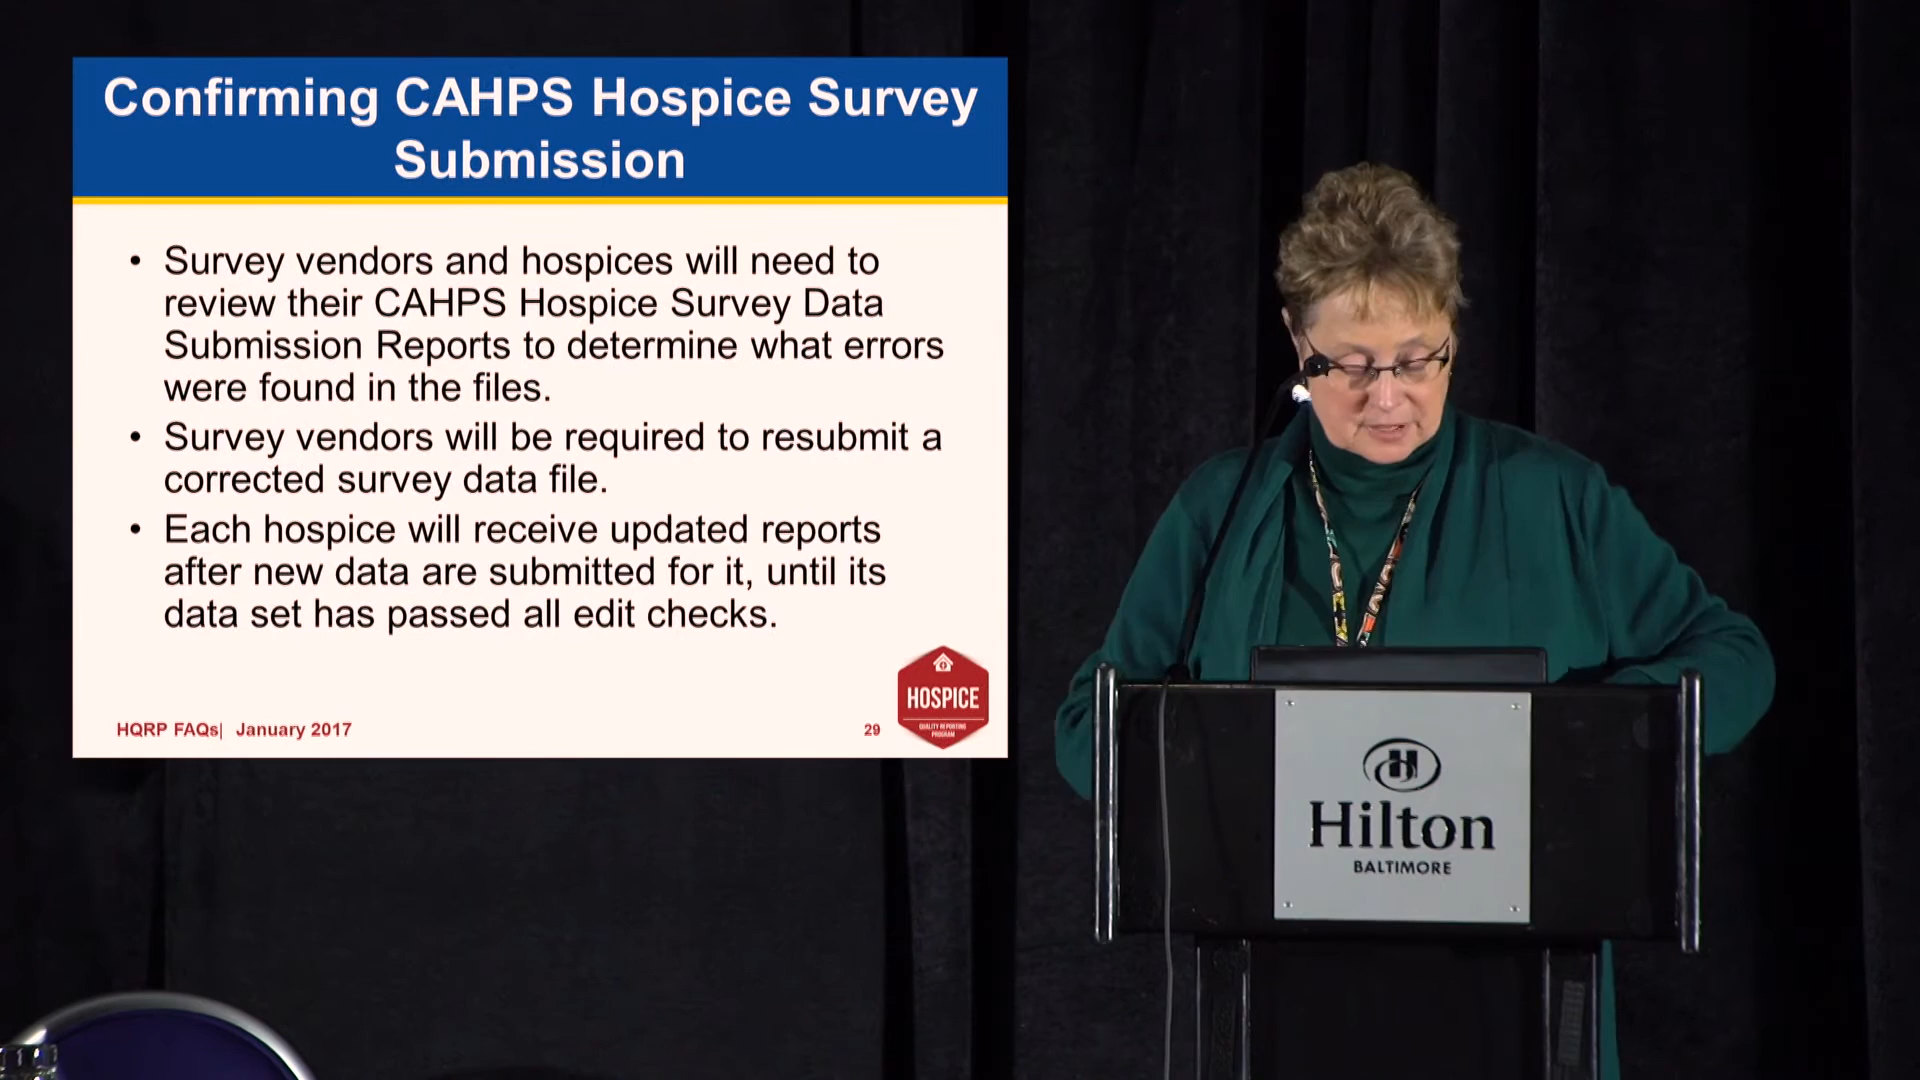 Confirming CAHPS Hospice Survey
Submission
• Survey vendors and hospices will need to
review their CAHPS Hospice Survey Data
Submission Reports to determine what errors
were found in the files.
• Survey vendors will be required to resubmit a
corrected survey data file.
• Each hospice will receive updated reports
after new data are submitted for it, until its
data set has passed all edit checks.
HOSPICE
QUALITY REPORTING
PROGRAM
HQRP FAQs| January 2017
29
H
Hilton
BALTIMORE